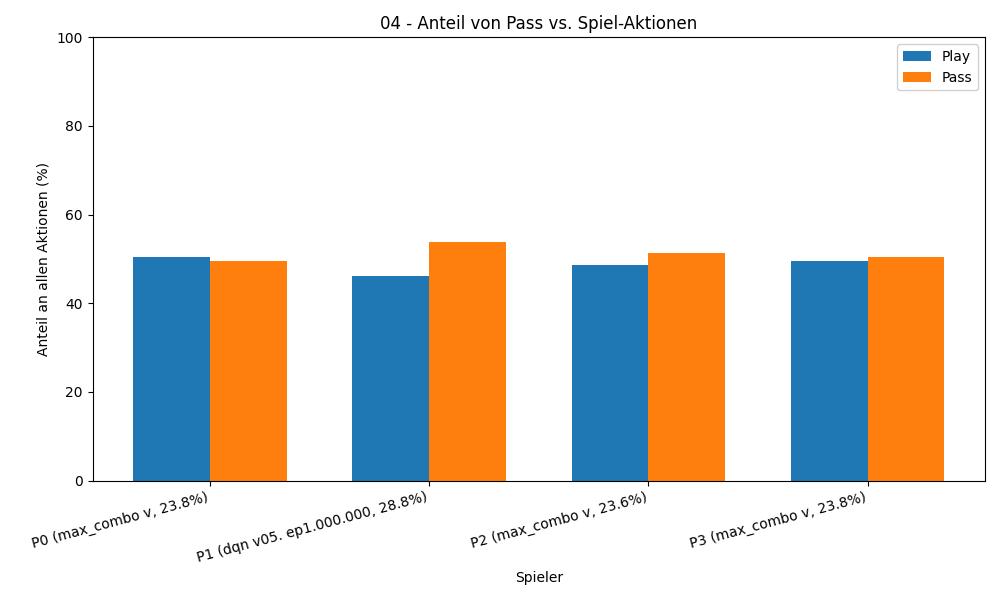 04 - Anteil von Pass vs. Spiel-Aktionen
Play
Pass
Anteil an allen Aktionen (%)
100
80
60
40
20
0
P0 (max_combo v, 23.8%)
P1 (dqn v05. ep1.000.000, 28.8%)
P2 (max_combo v, 23.6%)
P3 (max_combo v, 23.8%)
Spieler